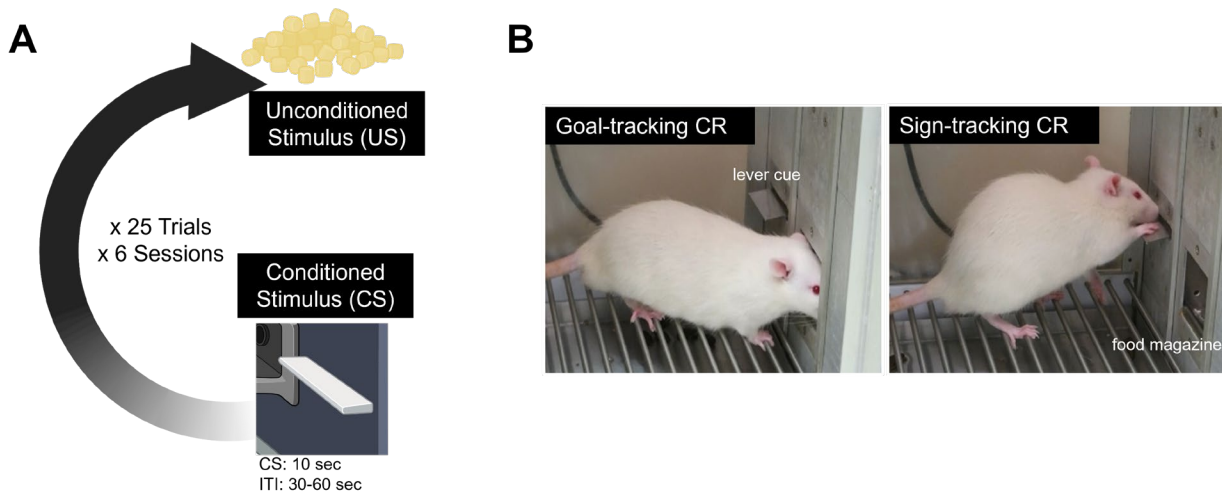 A
Unconditioned
Stimulus (US)
x 25 Trials
x 6 Sessions
Conditioned
Stimulus (CS)
CS: 10 sec
ITI: 30-60 sec
B
Goal-tracking CR
lever cue
Sign-tracking CR
food magazine